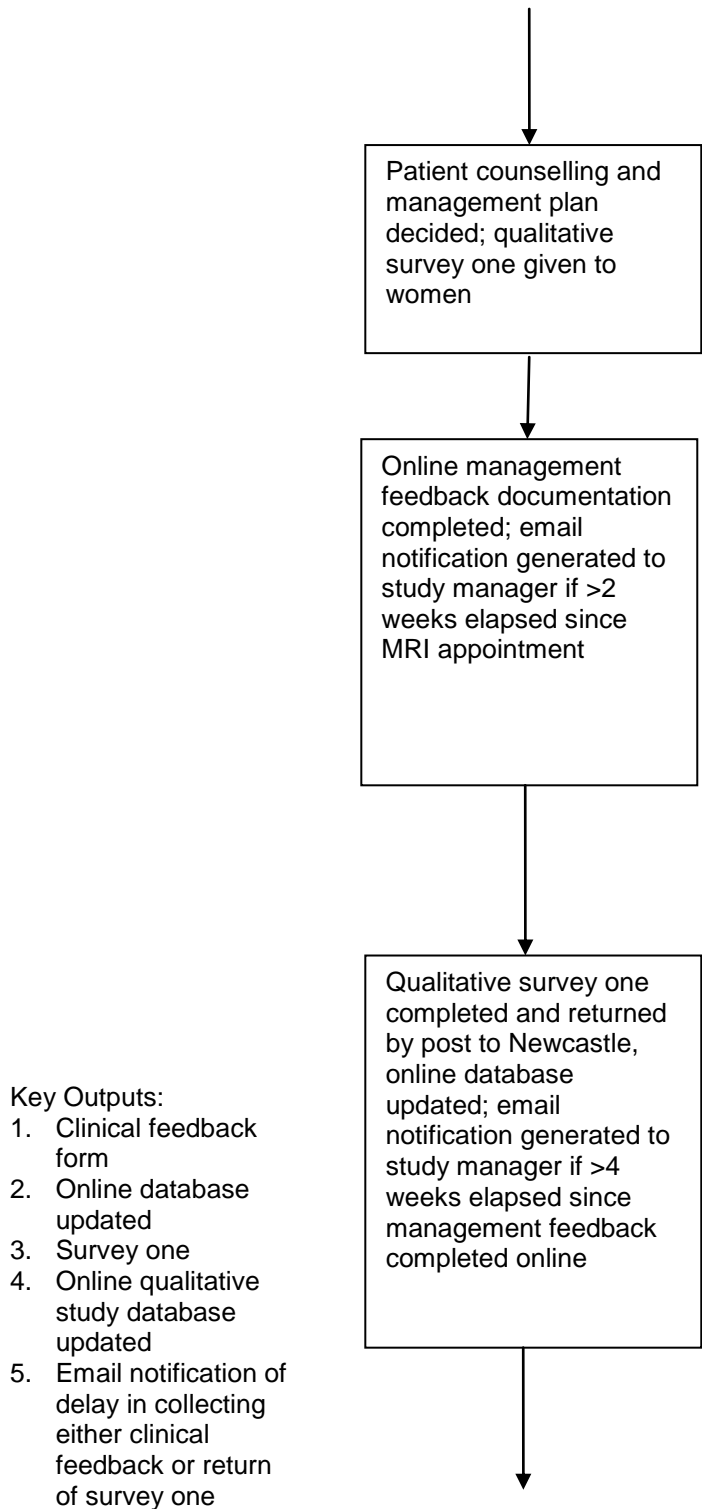 Patient counselling and
management plan
decided; qualitative
survey one given to
women
Online management
feedback documentation
completed; email
notification generated to
study manager if >2
weeks elapsed since
MRI appointment
Qualitative survey one
completed and returned
by post to Newcastle,
online database
updated; email
notification generated to
study manager if >4
weeks elapsed since
management feedback
completed online
Key Outputs:
1. Clinical feedback
form
2. Online database
updated
3. Survey one
4. Online qualitative
study database
updated
5. Email notification of
delay in collecting
either clinical
feedback or return
of survey one